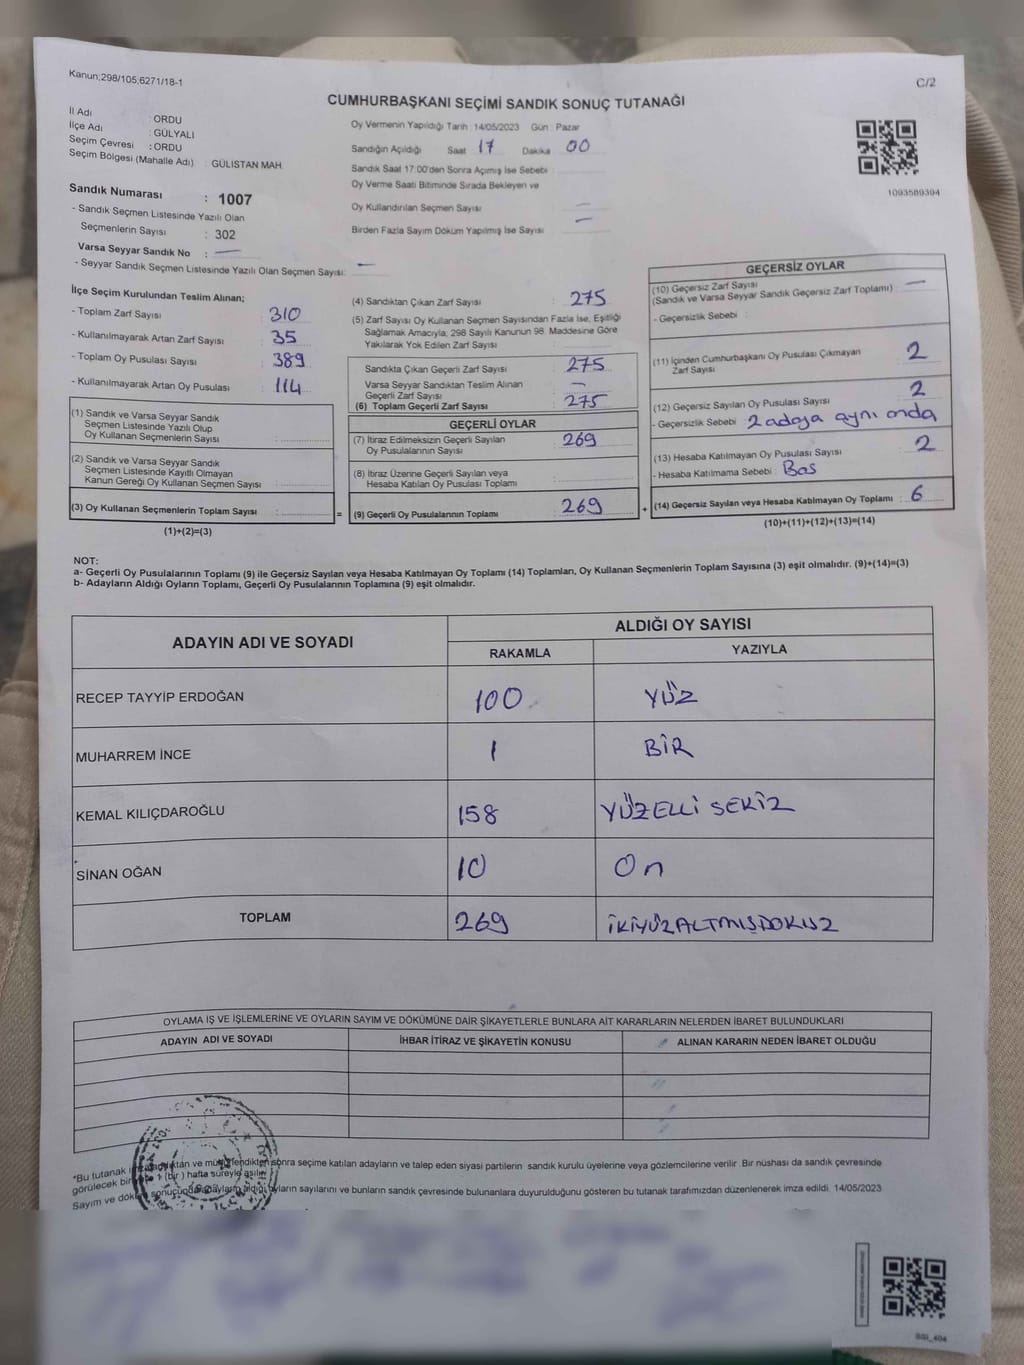 Kanun;298/105,6271/18-1
C/2
CUMHURBAŞKANI SEÇİMİ SANDIK SONUÇ TUTANAĞI
İl Adı : ORDU
İlçe Adı : GÜLYALI
Seçim Çevresi : ORDU
Seçim Bölgesi (Mahalle Adı) : GÜLİSTAN MAH.
Sandık Numarası : 1007
- Sandık Seçmen Listesinde Yazılı Olan
Seçmenlerin Sayısı : 302
Varsa Seyyar Sandık No : —
- Seyyar Sandık Seçmen Listesinde Yazılı Olan Seçmen Sayısı: —
Oy Vermenin Yapıldığı Tarih : 14/05/2023 Gün : Pazar
Sandığın Açıldığı Saat 17 Dakika 00
Sandık Saat 17:00'den Sonra Açımış İse Sebebi
Oy Verme Saati Bitiminde Sırada Bekleyen ve
Oy Kullandırılan Seçmen Sayısı —
Birden Fazla Sayım Döküm Yapılmış İse Sayısı —
1093589394
İlçe Seçim Kurulundan Teslim Alınan;
- Toplam Zarf Sayısı : 310
- Kullanılmayarak Artan Zarf Sayısı : 35
- Toplam Oy Pusulası Sayısı : 389
- Kullanılmayarak Artan Oy Pusulası : 114
(1) Sandık ve Varsa Seyyar Sandık
Seçmen Listesinde Yazılı Olup
Oy Kullanan Seçmenlerin Sayısı :
(2) Sandık ve Varsa Seyyar Sandık
Seçmen Listesinde Kayıtlı Olmayan
Kanun Gereği Oy Kullanan Seçmen Sayısı :
(3) Oy Kullanan Seçmenlerin Toplam Sayısı :
(1)+(2)=(3)
=
(4) Sandıktan Çıkan Zarf Sayısı : 275
(5) Zarf Sayısı Oy Kullanan Seçmen Sayısından Fazla İse, Eşitliği
Sağlamak Amacıyla, 298 Sayılı Kanunun 98. Maddesine Göre
Yakılarak Yok Edilen Zarf Sayısı :
Sandıkta Çıkan Geçerli Zarf Sayısı : 275
Varsa Seyyar Sandıktan Teslim Alınan
Geçerli Zarf Sayısı : —
(6) Toplam Geçerli Zarf Sayısı : 275
GEÇERLİ OYLAR
(7) İtiraz Edilmeksizin Geçerli Sayılan
Oy Pusulalarının Sayısı : 269
(8) İtiraz Üzerine Geçerli Sayılan veya
Hesaba Katılan Oy Pusulası Toplamı :
(9) Geçerli Oy Pusulalarının Toplamı : 269
+
GEÇERSİZ OYLAR
(10) Geçersiz Zarf Sayısı
(Sandık ve Varsa Seyyar Sandık Geçersiz Zarf Toplamı) : —
- Geçersizlik Sebebi :
(11) İçinden Cumhurbaşkanı Oy Pusulası Çıkmayan
Zarf Sayısı : 2
(12) Geçersiz Sayılan Oy Pusulası Sayısı : 2
- Geçersizlik Sebebi : 2 adaya aynı anda
(13) Hesaba Katılmayan Oy Pusulası Sayısı : 2
- Hesaba Katılmama Sebebi : Bos
(14) Geçersiz Sayılan veya Hesaba Katılmayan Oy Toplamı : 6
(10)+(11)+(12)+(13)=(14)
NOT:
a- Geçerli Oy Pusulalarının Toplamı (9) ile Geçersiz Sayılan veya Hesaba Katılmayan Oy Toplamı (14) Toplamları, Oy Kullanan Seçmenlerin Toplam Sayısına (3) eşit olmalıdır. (9)+(14)=(3)
b- Adayların Aldığı Oyların Toplamı, Geçerli Oy Pusulalarının Toplamına (9) eşit olmalıdır.
ADAYIN ADI VE SOYADI
ALDIĞI OY SAYISI
RAKAMLA YAZIYLA
RECEP TAYYİP ERDOĞAN 100 YÜZ
MUHARREM İNCE 1 BİR
KEMAL KILIÇDAROĞLU 158 YÜZELLİ SEKİZ
SİNAN OĞAN 10 On
TOPLAM 269 İKİYÜZALTMIŞDOKUZ
OYLAMA İŞ VE İŞLEMLERİNE VE OYLARIN SAYIM VE DÖKÜMÜNE DAİR ŞİKAYETLERLE BUNLARA AİT KARARLARIN NELERDEN İBARET BULUNDUKLARI
ADAYIN ADI VE SOYADI İHBAR İTİRAZ VE ŞİKAYETİN KONUSU ALINAN KARARIN NEDEN İBARET OLDUĞU
*Bu tutanak sonra seçime katılan adayların ve talep eden siyasi partilerin sandık kurulu üyelerine veya gözlemcilerine verilir. Bir nüshası da sandık çevresinde
görülecek bir 1 (bir) hafta süreyle asılır.
Sayım ve döküm oyların sayılarını ve bunların sandık çevresinde bulunanlara duyurulduğunu gösteren bu tutanak tarafımızdan düzenlenerek imza edildi. 14/05/2023